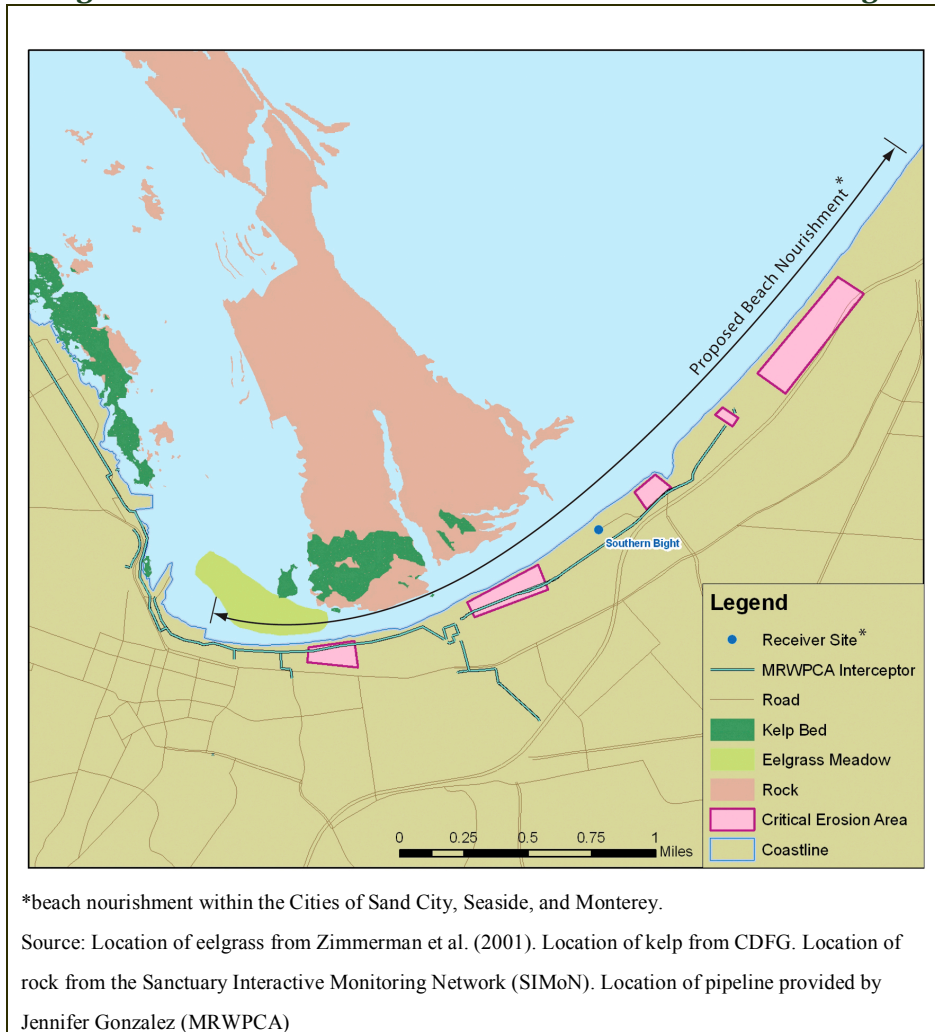 Proposed Beach Nourishment *
Southern Bight
Legend
Receiver Site*
MRWPCA Interceptor
Road
Kelp Bed
Eelgrass Meadow
Rock
Critical Erosion Area
Coastline
0 0.25 0.5 0.75 1
Miles
*beach nourishment within the Cities of Sand City, Seaside, and Monterey.
Source: Location of eelgrass from Zimmerman et al. (2001). Location of kelp from CDFG. Location of
rock from the Sanctuary Interactive Monitoring Network (SIMoN). Location of pipeline provided by
Jennifer Gonzalez (MRWPCA)